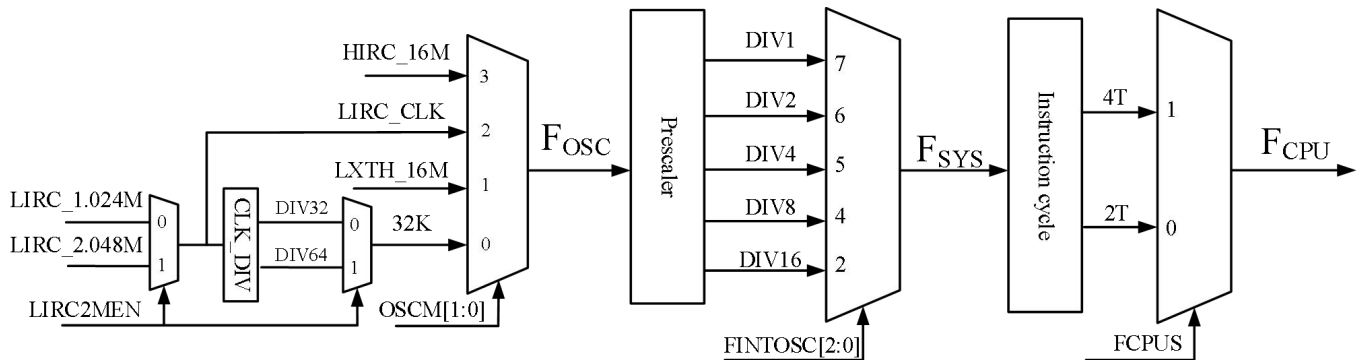 HIRC_16M
LIRC_CLK
LXTH_16M
32K
3
2
1
0
LIRC_1.024M
LIRC_2.048M
0
1
CLK_DIV
DIV32
DIV64
0
1
LIRC2MEN
OSCM[1:0]
FOSC
Prescaler
DIV1
DIV2
DIV4
DIV8
DIV16
7
6
5
4
2
FINTOSC[2:0]
FSYS
Instruction cycle
4T
2T
1
0
FCPUS
FCPU